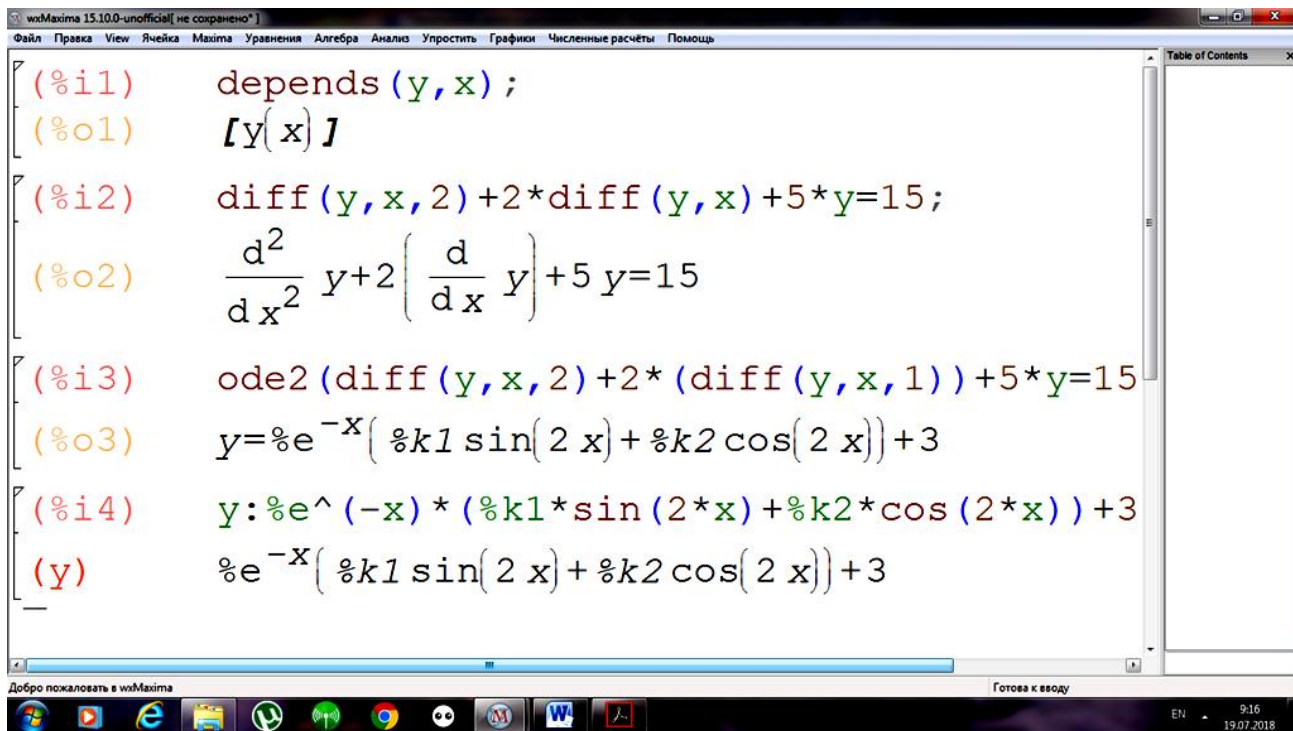 wxMaxima 15.10.0-unofficial[ не сохранено* ]
Файл Правка View Ячейка Maxima Уравнения Алгебра Анализ Упростить Графики Численные расчёты Помощь
Table of Contents
(%i1) depends(y,x);
(%o1) [y(x)]
(%i2) diff(y,x,2)+2*diff(y,x)+5*y=15;
(%o2) d²/dx² y+2(d/dx y)+5 y=15
(%i3) ode2(diff(y,x,2)+2*(diff(y,x,1))+5*y=15
(%o3) y=%e^-x(%k1 sin(2 x)+%k2 cos(2 x))+3
(%i4) y:%e^(-x)*(%k1*sin(2*x)+%k2*cos(2*x))+3
(y) %e^-x(%k1 sin(2 x)+%k2 cos(2 x))+3
Добро пожаловать в wxMaxima
Готова к вводу
EN
9:16
19.07.2018